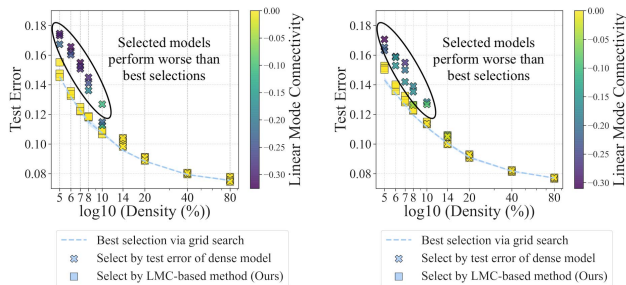 0.18
0.16
0.14
0.12
0.10
0.08
Test Error
Selected models
perform worse than
best selections
5 6 7 8 10 14 20 40 80
log10 (Density (%))
0.00
−0.05
−0.10
−0.15
−0.20
−0.25
−0.30
Linear Mode Connectivity
Best selection via grid search
Select by test error of dense model
Select by LMC-based method (Ours)
0.18
0.16
0.14
0.12
0.10
0.08
Test Error
Selected models
perform worse than
best selections
5 6 7 8 10 14 20 40 80
log10 (Density (%))
0.00
−0.05
−0.10
−0.15
−0.20
−0.25
−0.30
Linear Mode Connectivity
Best selection via grid search
Select by test error of dense model
Select by LMC-based method (Ours)